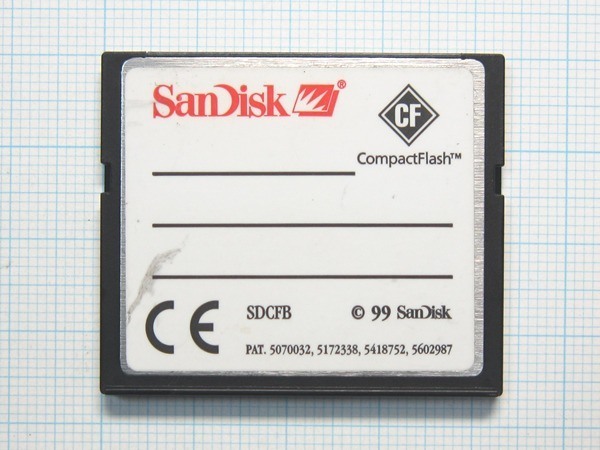 SanDisk ®
CF
CompactFlash™
CE
SDCFB
© 99 SanDisk
PAT. 5070032, 5172338, 5418752, 5602987